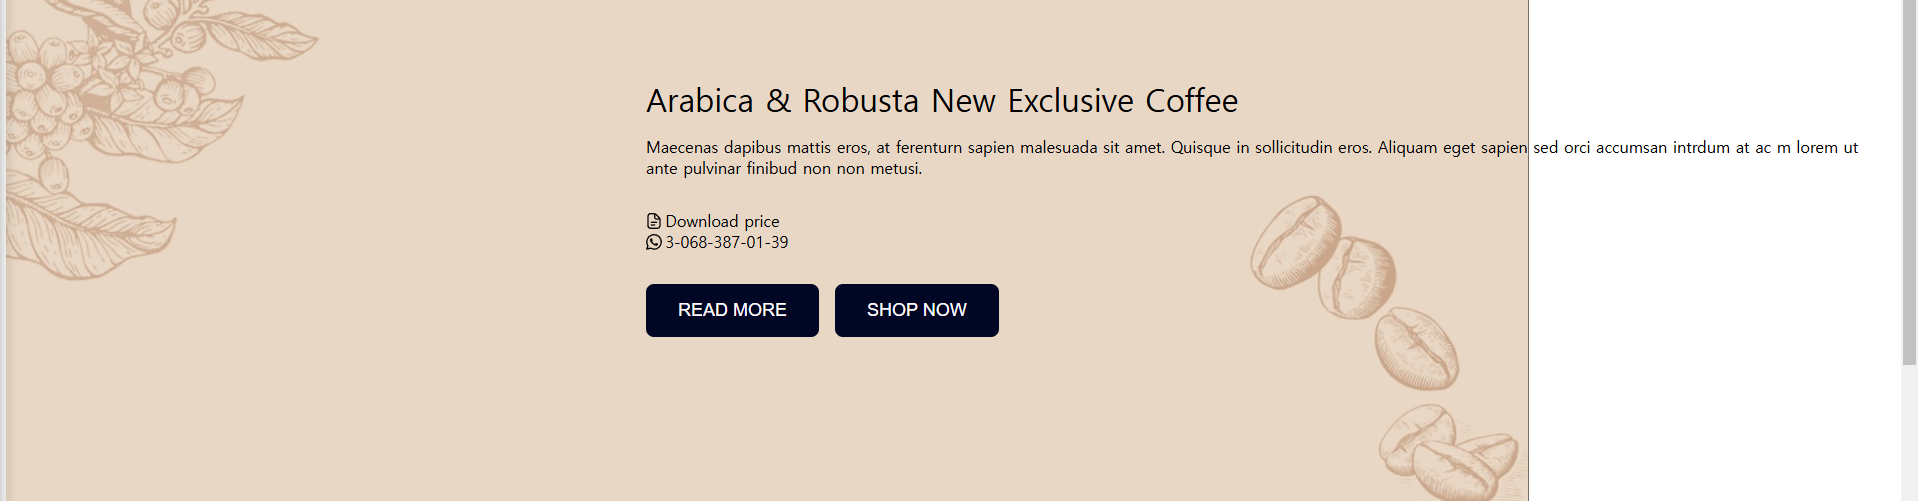 Arabica & Robusta New Exclusive Coffee
Maecenas dapibus mattis eros, at ferenturn sapien malesuada sit amet. Quisque in sollicitudin eros. Aliquam eget sapien sed orci accumsan intrdum at ac m lorem ut
ante pulvinar finibud non non metusi.
Download price
3-068-387-01-39
READ MORE SHOP NOW